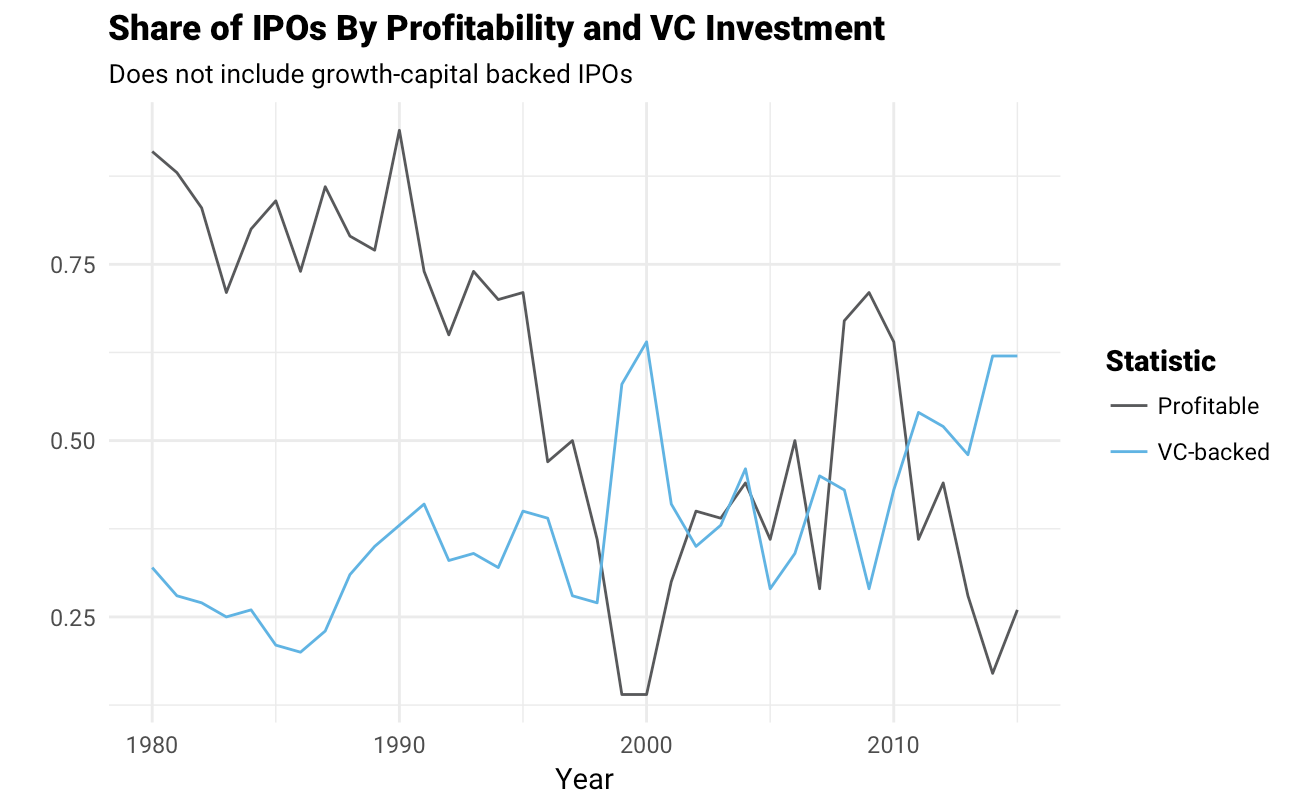 Share of IPOs By Profitability and VC Investment
Does not include growth-capital backed IPOs
0.75
0.50
0.25
1980
1990
2000
2010
Year
Statistic
Profitable
VC-backed